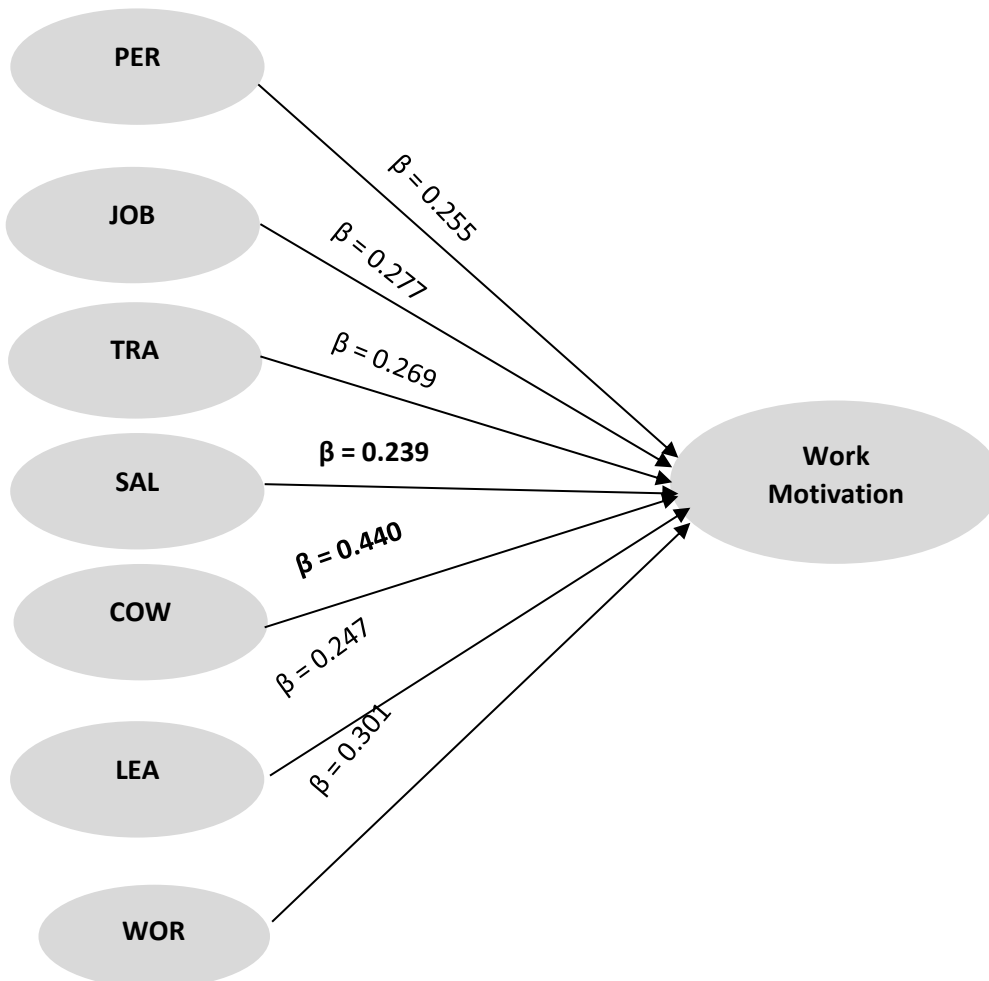 PER
β = 0.255
JOB
β = 0.277
TRA
β = 0.269
SAL
β = 0.239
Work
Motivation
COW
β = 0.440
LEA
β = 0.247
WOR
β = 0.301